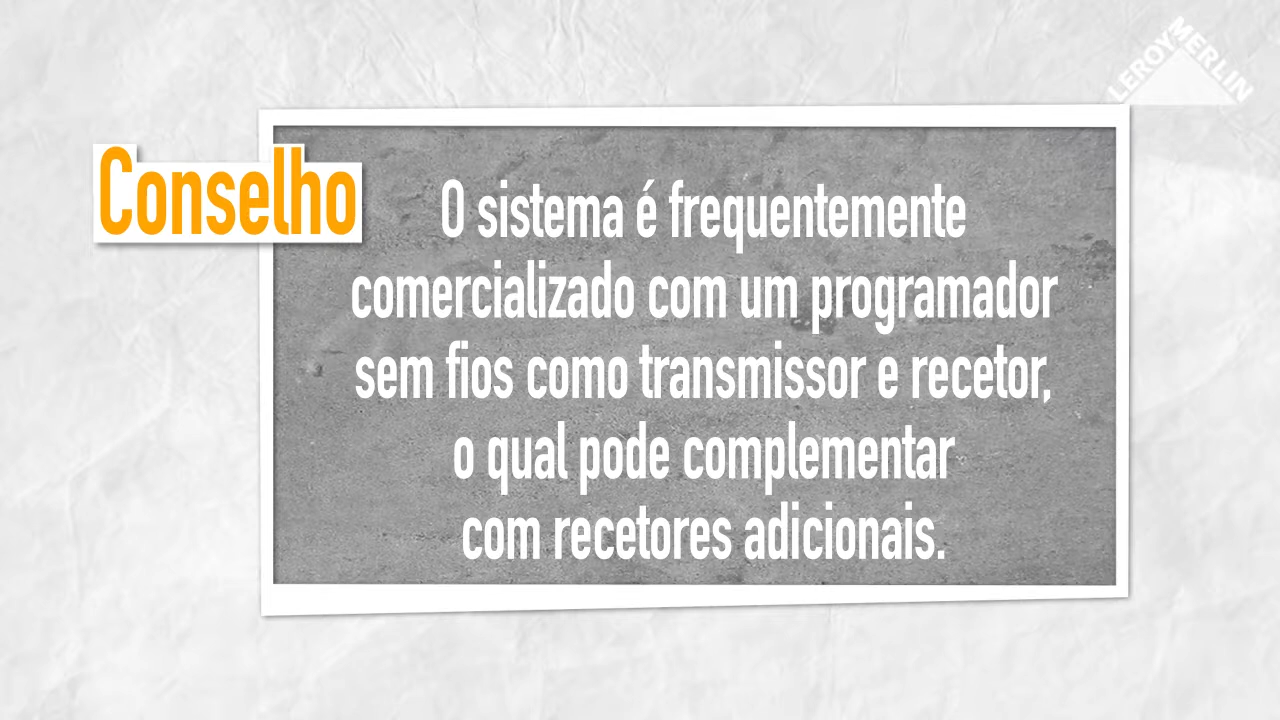 LEROY MERLIN
Conselho
O sistema é frequentemente
comercializado com um programador
sem fios como transmissor e recetor,
o qual pode complementar
com recetores adicionais.